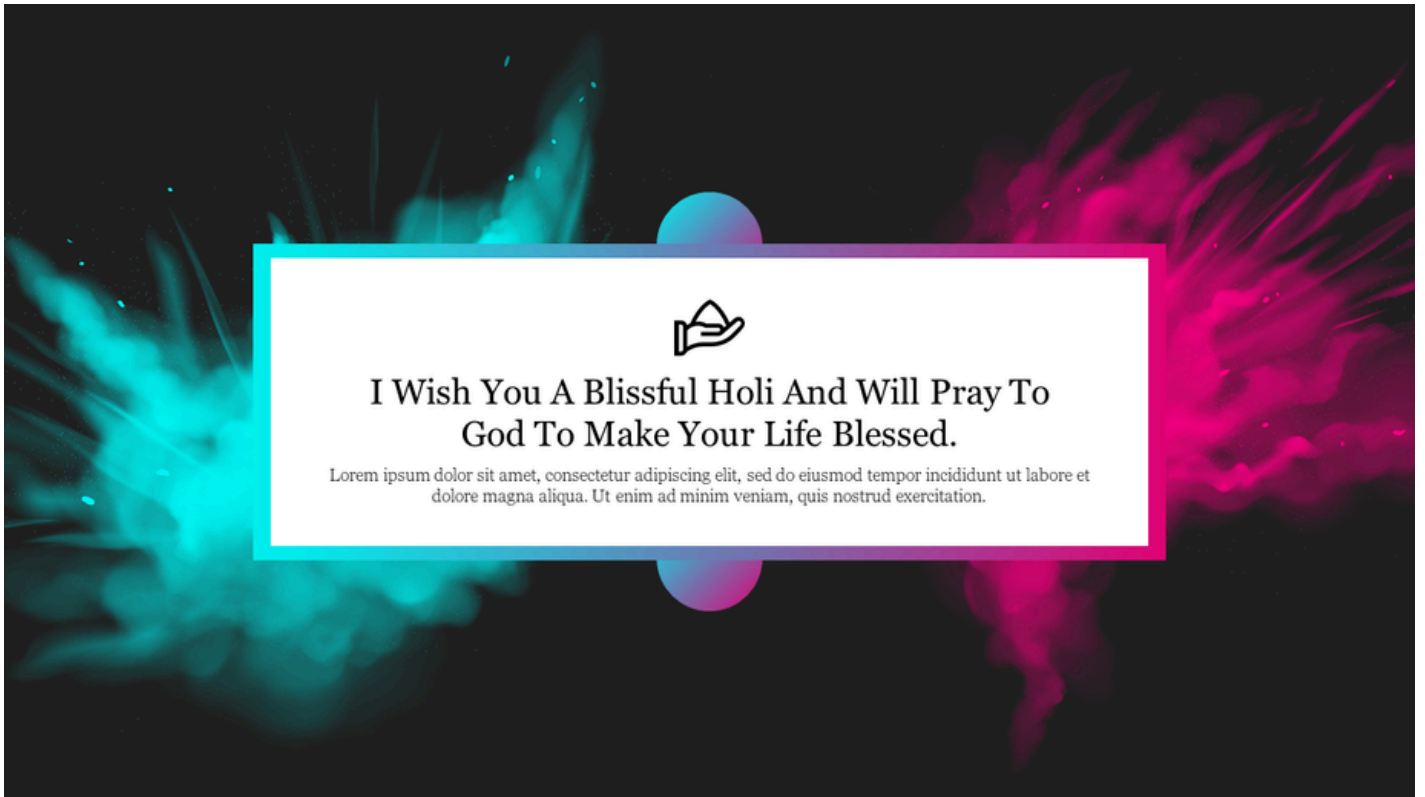 I Wish You A Blissful Holi And Will Pray To
God To Make Your Life Blessed.
Lorem ipsum dolor sit amet, consectetur adipiscing elit, sed do eiusmod tempor incididunt ut labore et
dolore magna aliqua. Ut enim ad minim veniam, quis nostrud exercitation.